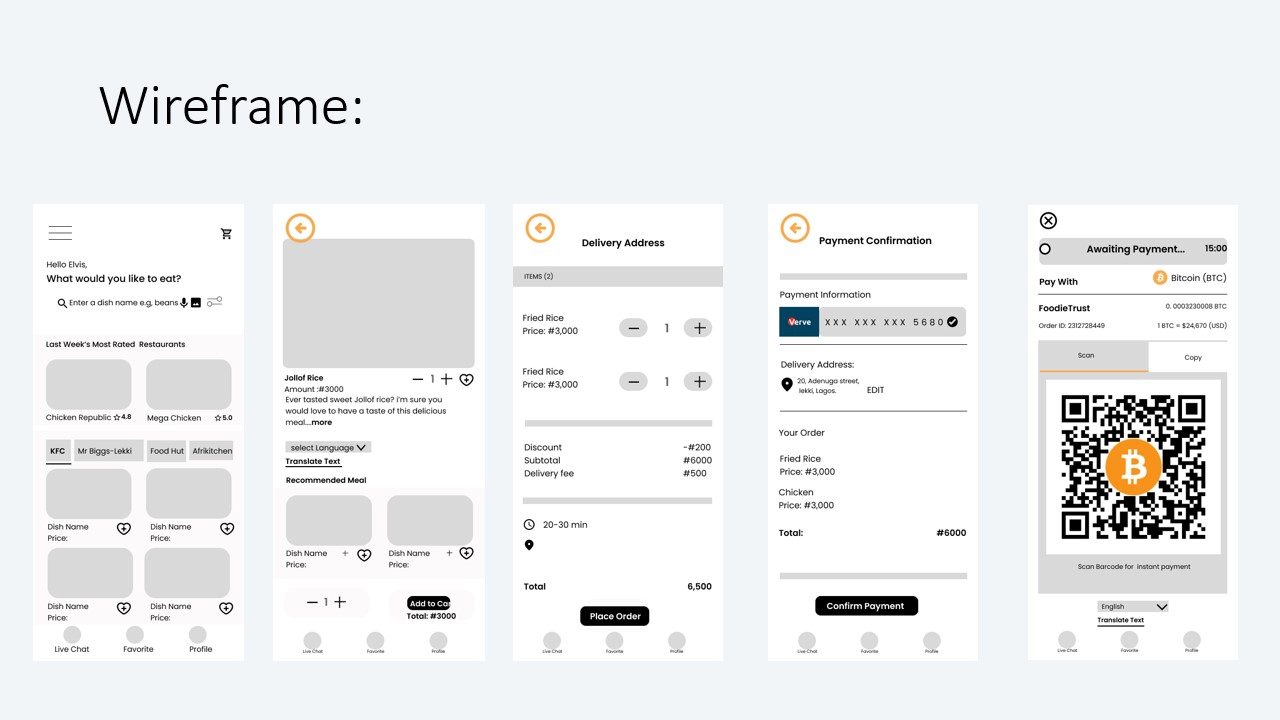 Wireframe:
Hello Elvis,
What would you like to eat?
Enter a dish name e.g, beans
Last Week's Most Rated Restaurants
Chicken Republic 4.8
Mega Chicken 5.0
KFC Mr Biggs-Lekki Food Hut Afrikitchen
Dish Name
Price:
Dish Name
Price:
Dish Name
Price:
Dish Name
Price:
Live Chat Favorite Profile
Jollof Rice
1
Amount :#3000
Ever tasted sweet Jollof rice? i'm sure you
would love to have a taste of this delicious
meal...more
select Language
Translate Text
Recommended Meal
Dish Name +
Price:
Dish Name +
Price:
1
Add to Car
Total: #3000
Live Chat Favorite Profile
Delivery Address
ITEMS (2)
Fried Rice
Price: #3,000
1
Fried Rice
Price: #3,000
1
Discount -#200
Subtotal #6000
Delivery fee #500
20-30 min
Total 6,500
Place Order
Live Chat Favorite Profile
Payment Confirmation
Payment Information
Verve XXX XXX XXX 5680
Delivery Address:
20, Adenuga street,
lekki, Lagos.
EDIT
Your Order
Fried Rice
Price: #3,000
Chicken
Price: #3,000
Total: #6000
Confirm Payment
Live Chat Favorite Profile
Awaiting Payment... 15:00
Pay With Bitcoin (BTC)
FoodieTrust 0. 0003230008 BTC
Order ID: 2312728449 1 BTC = $24,670 (USD)
Scan Copy
Scan Barcode for instant payment
English
Translate Text
Live Chat Favorite Profile